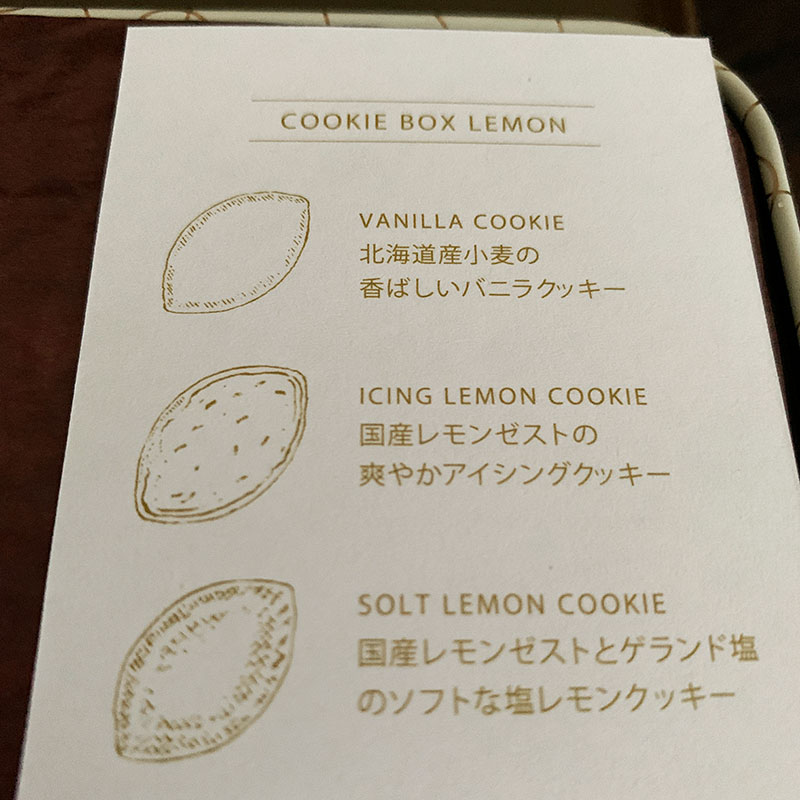 COOKIE BOX LEMON
VANILLA COOKIE
北海道産小麦の
香ばしいバニラクッキー
ICING LEMON COOKIE
国産レモンゼストの
爽やかアイシングクッキー
SOLT LEMON COOKIE
国産レモンゼストとゲランド塩
のソフトな塩レモンクッキー